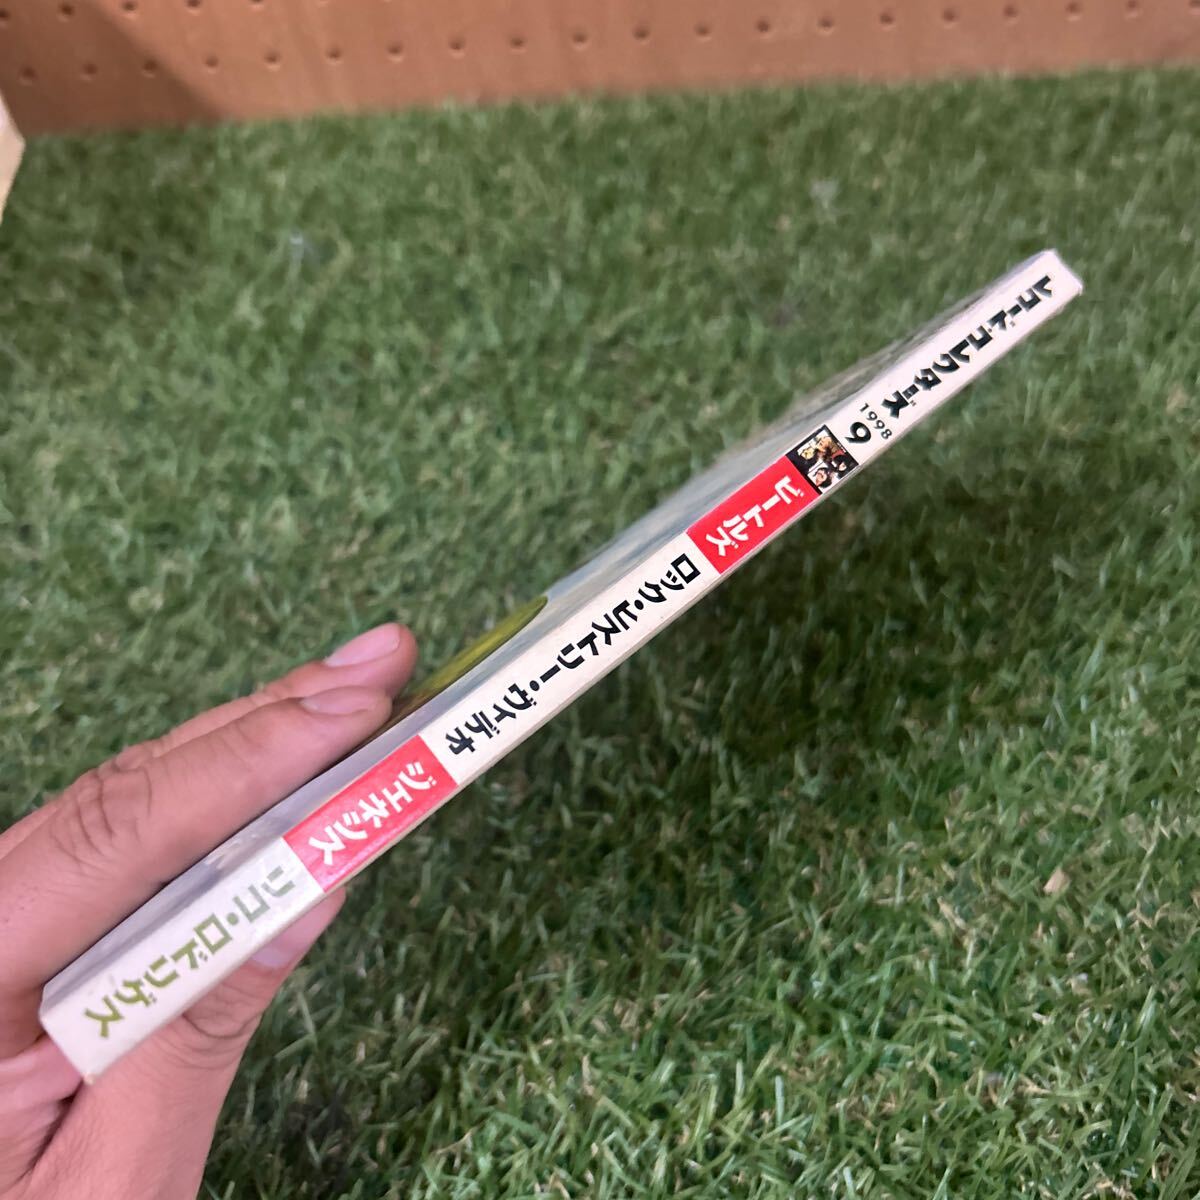 レコード・コレクターズ
1998
9
ビートルズ
ロック・ヒストリー・ヴィデオ
ジェネシス
リコ・ロドリゲス